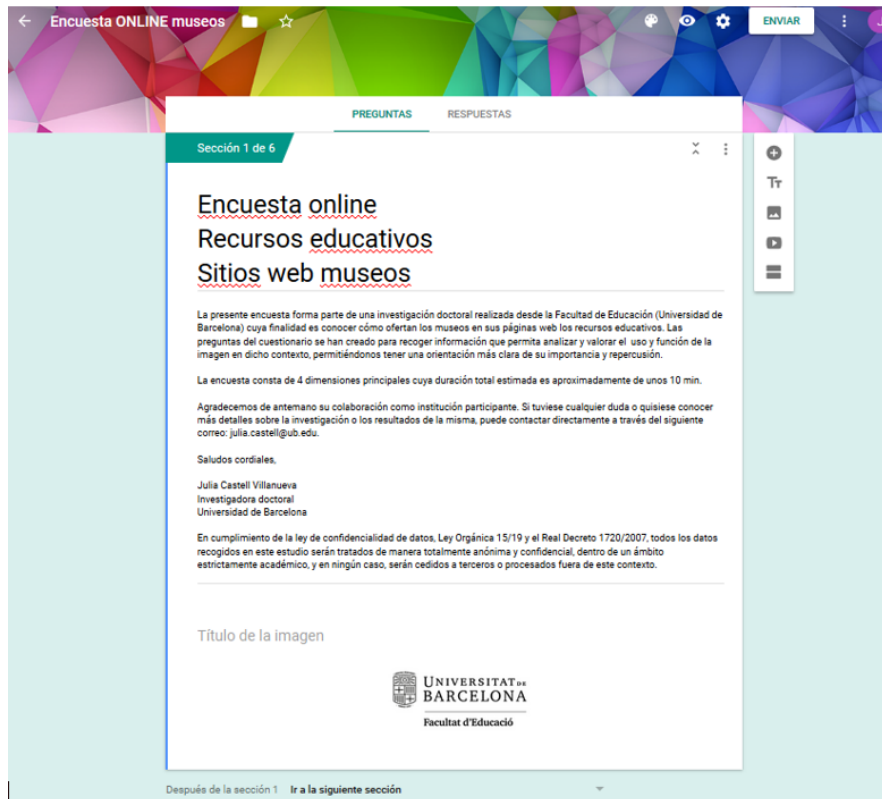 Encuesta ONLINE museos
ENVIAR
PREGUNTAS RESPUESTAS
Sección 1 de 6
Tт
Encuesta online
Recursos educativos
Sitios web museos
La presente encuesta forma parte de una investigación doctoral realizada desde la Facultad de Educación (Universidad de
Barcelona) cuya finalidad es conocer cómo ofertan los museos en sus páginas web los recursos educativos. Las
preguntas del cuestionario se han creado para recoger información que permita analizar y valorar el uso y función de la
imagen en dicho contexto, permitiéndonos tener una orientación más clara de su importancia y repercusión.
La encuesta consta de 4 dimensiones principales cuya duración total estimada es aproximadamente de unos 10 min.
Agradecemos de antemano su colaboración como institución participante. Si tuviese cualquier duda o quisiese conocer
más detalles sobre la investigación o los resultados de la misma, puede contactar directamente a través del siguiente
correo: julia.castell@ub.edu.
Saludos cordiales,
Julia Castell Villanueva
Investigadora doctoral
Universidad de Barcelona
En cumplimiento de la ley de confidencialidad de datos, Ley Orgánica 15/19 y el Real Decreto 1720/2007, todos los datos
recogidos en este estudio serán tratados de manera totalmente anónima y confidencial, dentro de un ámbito
estrictamente académico, y en ningún caso, serán cedidos a terceros o procesados fuera de este contexto.
Título de la imagen
UNIVERSITAT DE
BARCELONA
Facultat d'Educació
Después de la sección 1 Ir a la siguiente sección